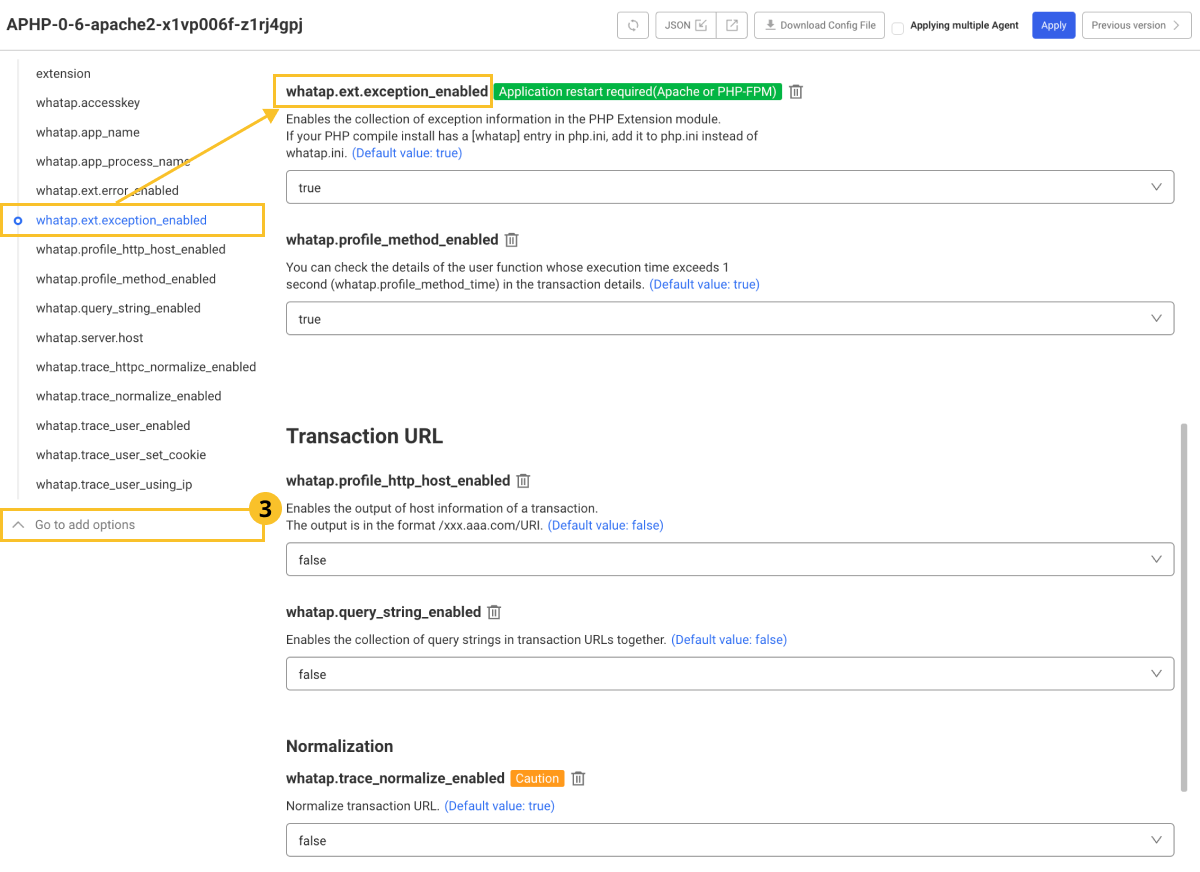 APHP-0-6-apache2-x1vp006f-z1rj4gpj
JSON
Download Config File
Applying multiple Agent
Apply
Previous version
extension
whatap.accesskey
whatap.app_name
whatap.app_process_name
whatap.ext.error_enabled
whatap.ext.exception_enabled
whatap.profile_http_host_enabled
whatap.profile_method_enabled
whatap.query_string_enabled
whatap.server.host
whatap.trace_httpc_normalize_enabled
whatap.trace_normalize_enabled
whatap.trace_user_enabled
whatap.trace_user_set_cookie
whatap.trace_user_using_ip
Go to add options
3
whatap.ext.exception_enabled Application restart required(Apache or PHP-FPM)
Enables the collection of exception information in the PHP Extension module.
If your PHP compile install has a [whatap] entry in php.ini, add it to php.ini instead of
whatap.ini. (Default value: true)
true
whatap.profile_method_enabled
You can check the details of the user function whose execution time exceeds 1
second (whatap.profile_method_time) in the transaction details. (Default value: true)
true
Transaction URL
whatap.profile_http_host_enabled
Enables the output of host information of a transaction.
The output is in the format /xxx.aaa.com/URI. (Default value: false)
false
whatap.query_string_enabled
Enables the collection of query strings in transaction URLs together. (Default value: false)
false
Normalization
whatap.trace_normalize_enabled Caution
Normalize transaction URL. (Default value: true)
false